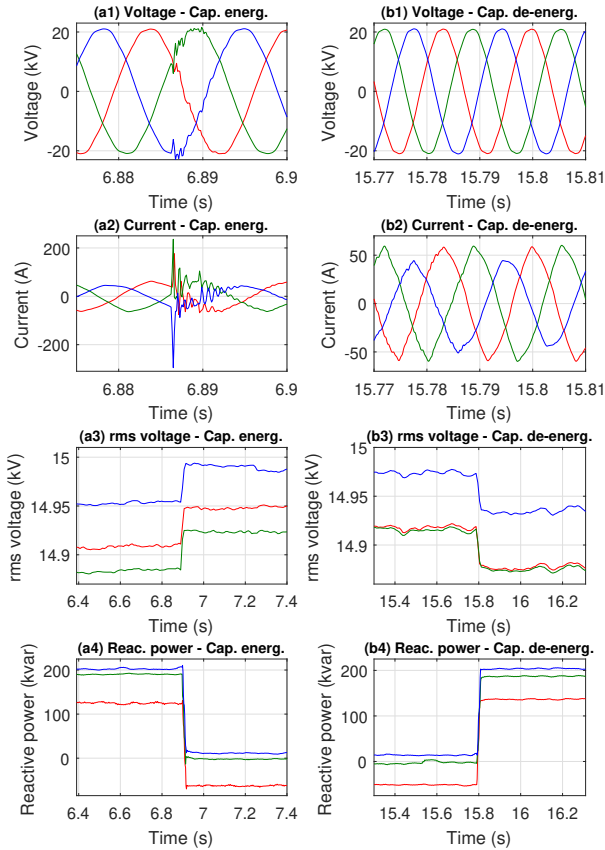 (a1) Voltage - Cap. energ.
Voltage (kV)
20
0
-20
6.88 6.89 6.9
Time (s)
(b1) Voltage - Cap. de-energ.
Voltage (kV)
20
0
-20
15.77 15.78 15.79 15.8 15.81
Time (s)
(a2) Current - Cap. energ.
Current (A)
200
0
-200
6.88 6.89 6.9
Time (s)
(b2) Current - Cap. de-energ.
Current (A)
50
0
-50
15.77 15.78 15.79 15.8 15.81
Time (s)
(a3) rms voltage - Cap. energ.
rms voltage (kV)
15
14.95
14.9
6.4 6.6 6.8 7 7.2 7.4
Time (s)
(b3) rms voltage - Cap. de-energ.
rms voltage (kV)
15
14.95
14.9
15.4 15.6 15.8 16 16.2
Time (s)
(a4) Reac. power - Cap. energ.
Reactive power (kvar)
200
100
0
6.4 6.6 6.8 7 7.2 7.4
Time (s)
(b4) Reac. power - Cap. de-energ.
Reactive power (kvar)
200
100
0
15.4 15.6 15.8 16 16.2
Time (s)